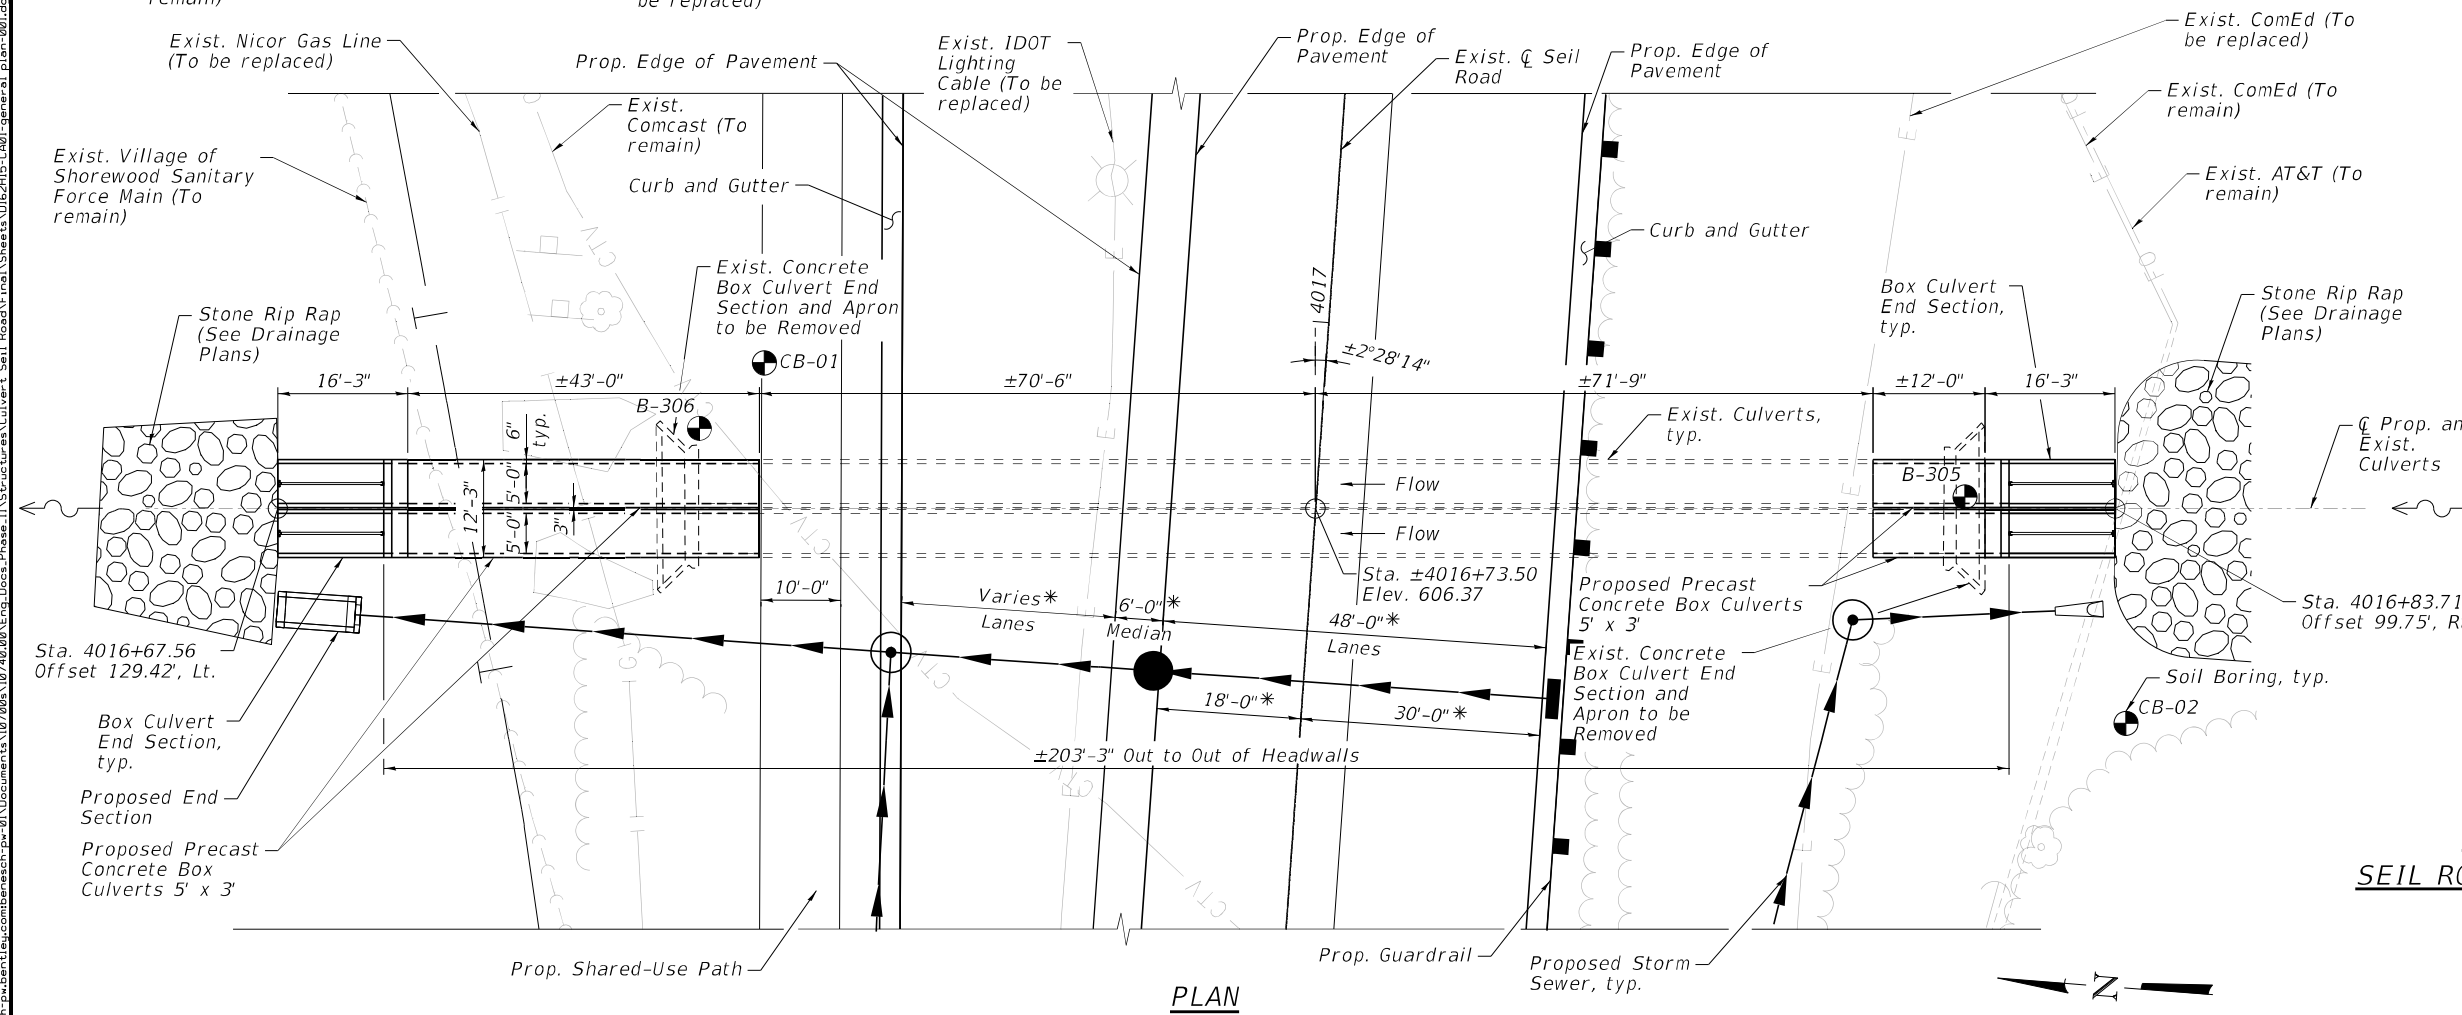 remain)
be replaced)
Exist. Nicor Gas Line
(To be replaced)
Prop. Edge of Pavement
Exist. IDOT
Lighting
Cable (To be
replaced)
Prop. Edge of
Pavement
Exist. ℄ Seil
Road
Prop. Edge of
Pavement
Exist. ComEd (To
be replaced)
Exist. ComEd (To
remain)
Exist.
Comcast (To
remain)
Exist. Village of
Shorewood Sanitary
Force Main (To
remain)
Curb and Gutter
Exist. AT&T (To
remain)
Curb and Gutter
Exist. Concrete
Box Culvert End
Section and Apron
to be Removed
Stone Rip Rap
(See Drainage
Plans)
CB-01
4017
±2°28'14"
Box Culvert
End Section,
typ.
Stone Rip Rap
(See Drainage
Plans)
16'-3"
±43'-0"
±70'-6"
±71'-9"
±12'-0"
16'-3"
B-306
6"
typ.
5'-0"
12'-3"
5'-0"
3"
Exist. Culverts,
typ.
B-305
℄ Prop. an
Exist.
Culverts
Flow
Flow
Sta. ±4016+73.50
Elev. 606.37
10'-0"
Varies*
Lanes
6'-0"*
Median
48'-0"*
Lanes
18'-0"*
30'-0"*
Proposed Precast
Concrete Box Culverts
5' x 3'
Exist. Concrete
Box Culvert End
Section and
Apron to be
Removed
Sta. 4016+83.71
Offset 99.75', R
Sta. 4016+67.56
Offset 129.42', Lt.
Soil Boring, typ.
CB-02
Box Culvert
End Section,
typ.
±203'-3" Out to Out of Headwalls
Proposed End
Section
Proposed Precast
Concrete Box
Culverts 5' x 3'
CTV
CTV
CTV
CTV
CTV
SEIL RO
Prop. Shared-Use Path
Prop. Guardrail
Proposed Storm
Sewer, typ.
N
PLAN